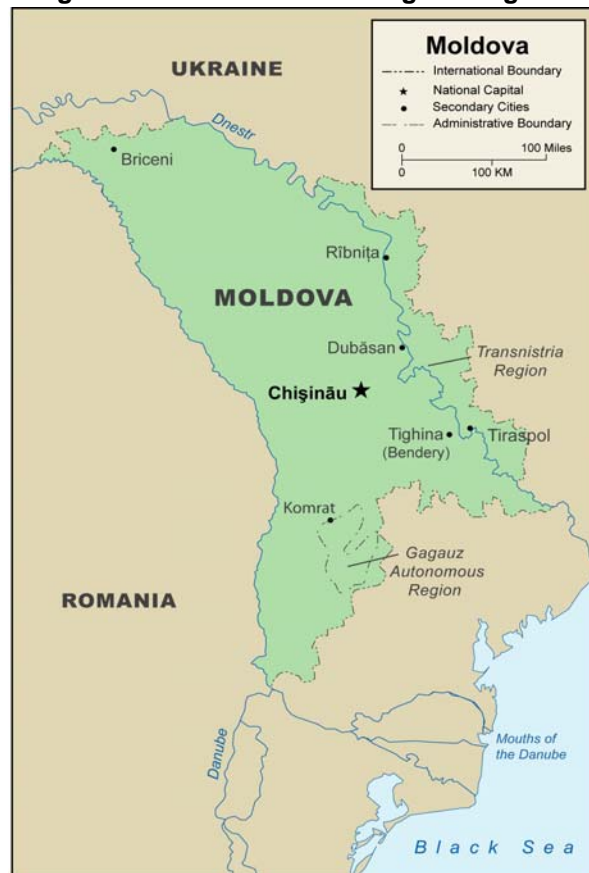 Moldova
International Boundary
National Capital
Secondary Cities
Administrative Boundary
0 100 Miles
0 100 KM
UKRAINE
Dnestr
Briceni
Rîbniţa
MOLDOVA
Dubăsan
Transnistria
Region
Chişinău
Tighina
(Bendery)
Tiraspol
Komrat
Gagauz
Autonomous
Region
ROMANIA
Danube
Mouths of
the Danube
Black Sea